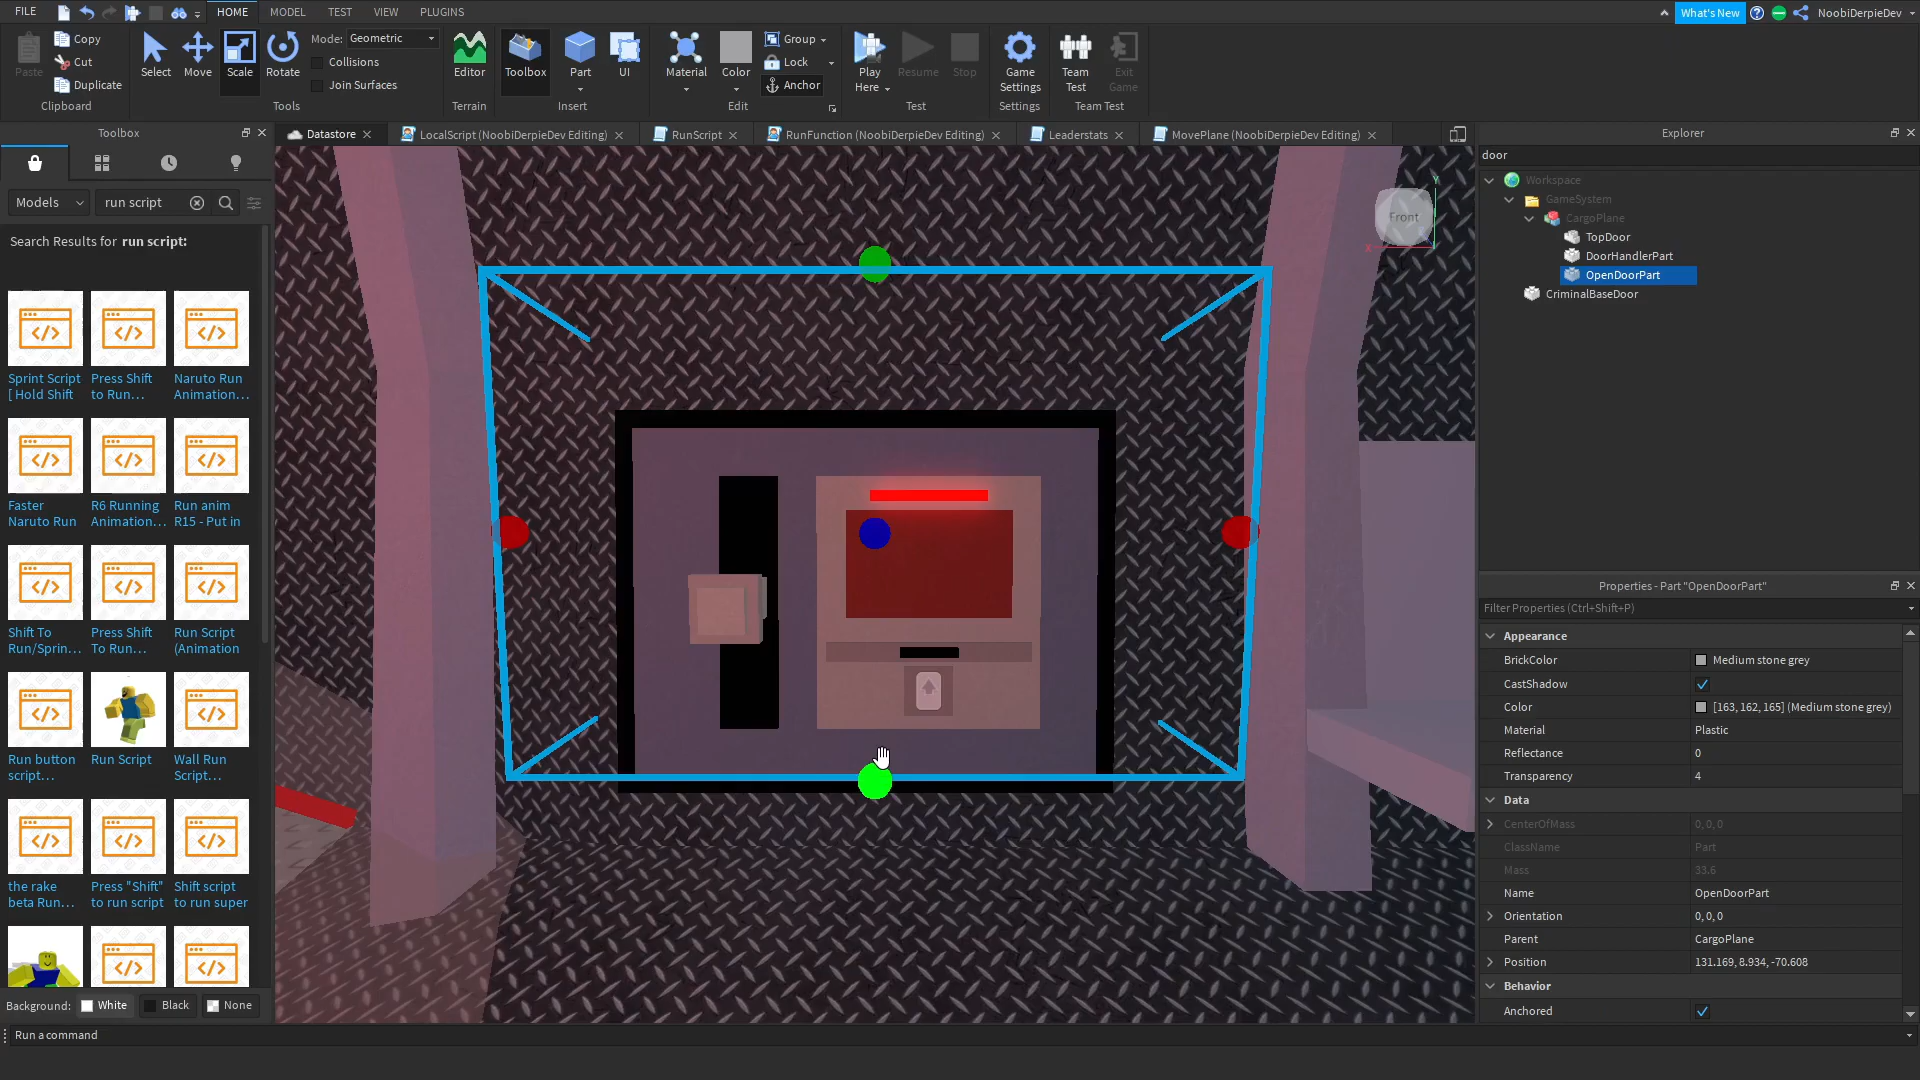 FILE
HOME
MODEL
TEST
VIEW
PLUGINS
What's New
NoobiDerpieDev
Paste
Copy
Cut
Duplicate
Clipboard
Select
Move
Scale
Rotate
Mode:
Geometric
Collisions
Join Surfaces
Tools
Editor
Terrain
Toolbox
Part
UI
Insert
Material
Color
Group
Lock
Anchor
Edit
Play
Here
Resume
Stop
Test
Game
Settings
Settings
Team
Test
Exit
Game
Team Test
Toolbox
Datastore
LocalScript (NoobiDerpieDev Editing)
RunScript
RunFunction (NoobiDerpieDev Editing)
Leaderstats
MovePlane (NoobiDerpieDev Editing)
Explorer
Models
run script
Search Results for run script:
Sprint Script
[ Hold Shift
Press Shift
to Run...
Naruto Run
Animation...
Faster
Naruto Run
R6 Running
Animation...
Run anim
R15 - Put in
Shift To
Run/Sprin...
Press Shift
To Run...
Run Script
(Animation
Run button
script...
Run Script
Wall Run
Script...
the rake
beta Run...
Press "Shift"
to run script
Shift script
to run super
Background:
White
Black
None
Run a command
Front
Y
X
door
Workspace
GameSystem
CargoPlane
TopDoor
DoorHandlerPart
OpenDoorPart
CriminalBaseDoor
Properties - Part "OpenDoorPart"
Filter Properties (Ctrl+Shift+P)
Appearance
BrickColor
Medium stone grey
CastShadow
Color
[163, 162, 165] (Medium stone grey)
Material
Plastic
Reflectance
0
Transparency
4
Data
CenterOfMass
0, 0, 0
ClassName
Part
Mass
33.6
Name
OpenDoorPart
Orientation
0, 0, 0
Parent
CargoPlane
Position
131.169, 8.934, -70.608
Behavior
Anchored